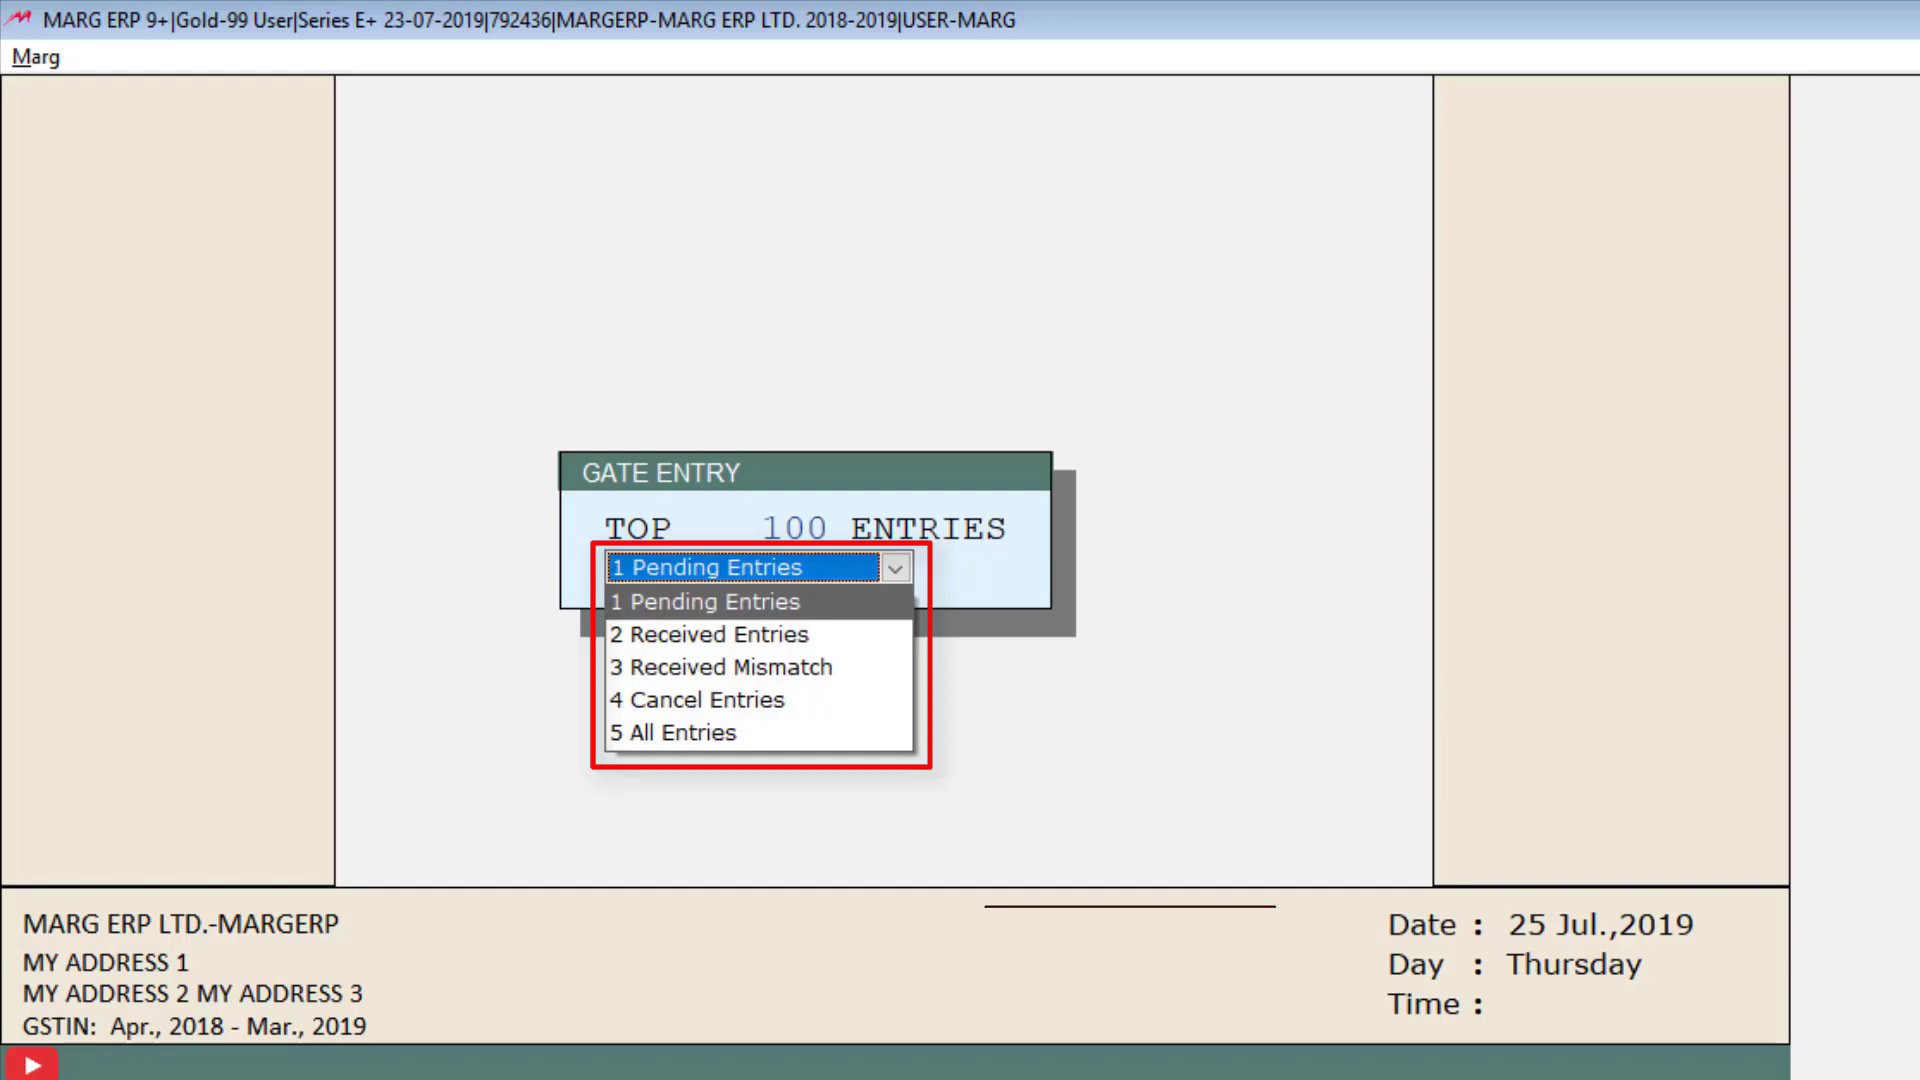 MARG ERP 9+|Gold-99 User|Series E+ 23-07-2019|792436|MARGERP-MARG ERP LTD. 2018-2019|USER-MARG
Marg
GATE ENTRY
TOP 100 ENTRIES
1 Pending Entries
1 Pending Entries
2 Received Entries
3 Received Mismatch
4 Cancel Entries
5 All Entries
MARG ERP LTD.-MARGERP
MY ADDRESS 1
MY ADDRESS 2 MY ADDRESS 3
GSTIN: Apr., 2018 - Mar., 2019
Date : 25 Jul.,2019
Day : Thursday
Time :